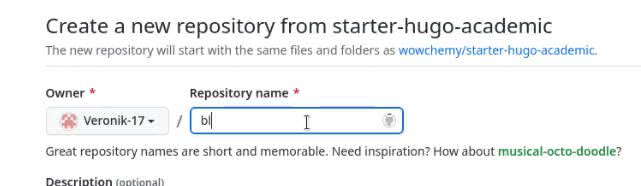 Create a new repository from starter-hugo-academic
The new repository will start with the same files and folders as wowchemy/starter-hugo-academic.
Owner * Repository name *
Veronik-17 / bl
Great repository names are short and memorable. Need inspiration? How about musical-octo-doodle?
Description (optional)